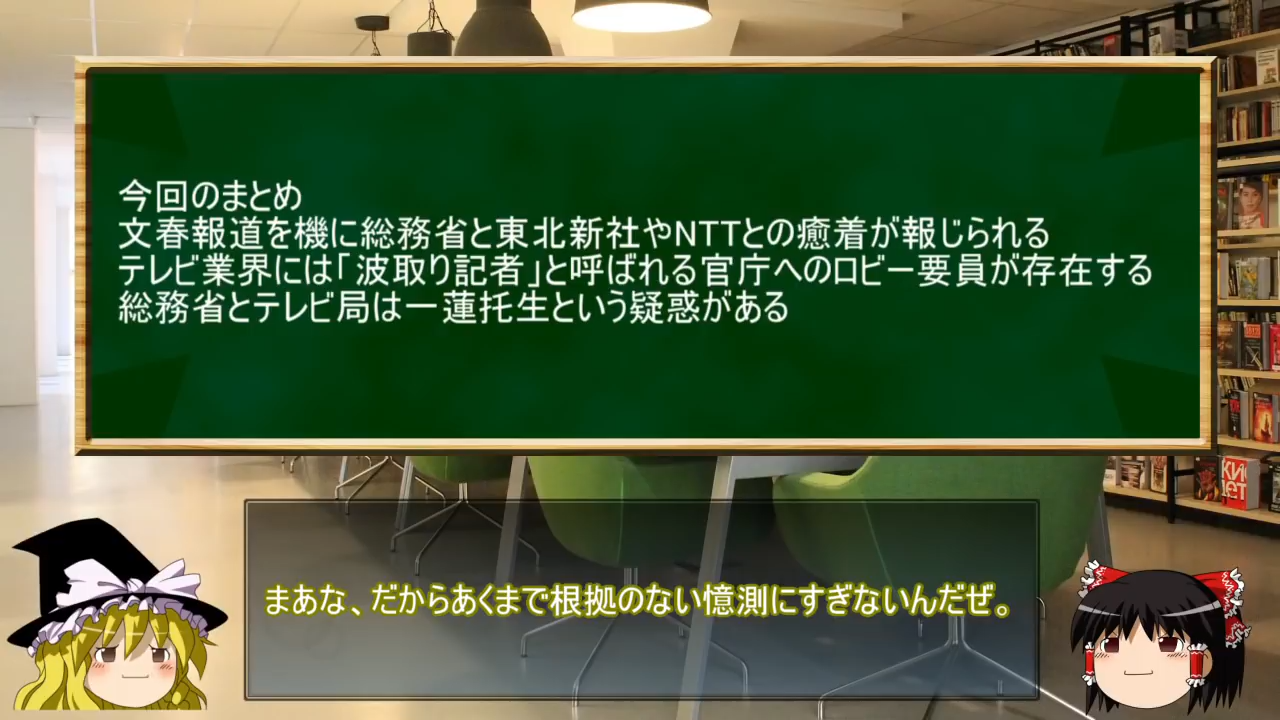 今回のまとめ
文春報道を機に総務省と東北新社やNTTとの癒着が報じられる
テレビ業界には「波取り記者」と呼ばれる官庁へのロビー要員が存在する
総務省とテレビ局は一蓮托生という疑惑がある
まあな、だからあくまで根拠のない憶測にすぎないんだぜ。